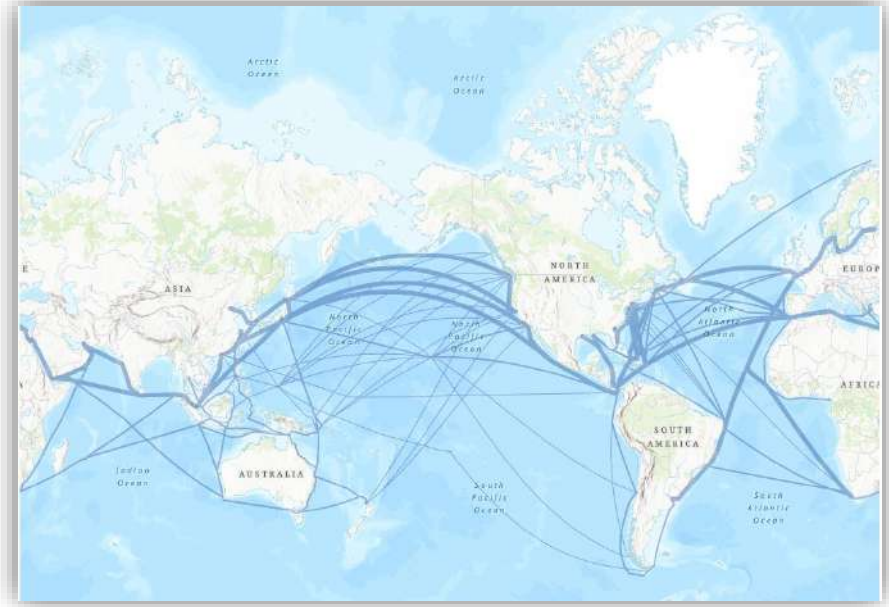 Arctic
Ocean
Arctic
Ocean
NORTH
AMERICA
EUROP
ASIA
North
Pacific
Ocean
North
Pacific
Ocean
North
Atlantic
Ocean
AFRICA
SOUTH
AMERICA
AUSTRALIA
Indian
Ocean
South
Pacific
Ocean
South
Atlantic
Ocean